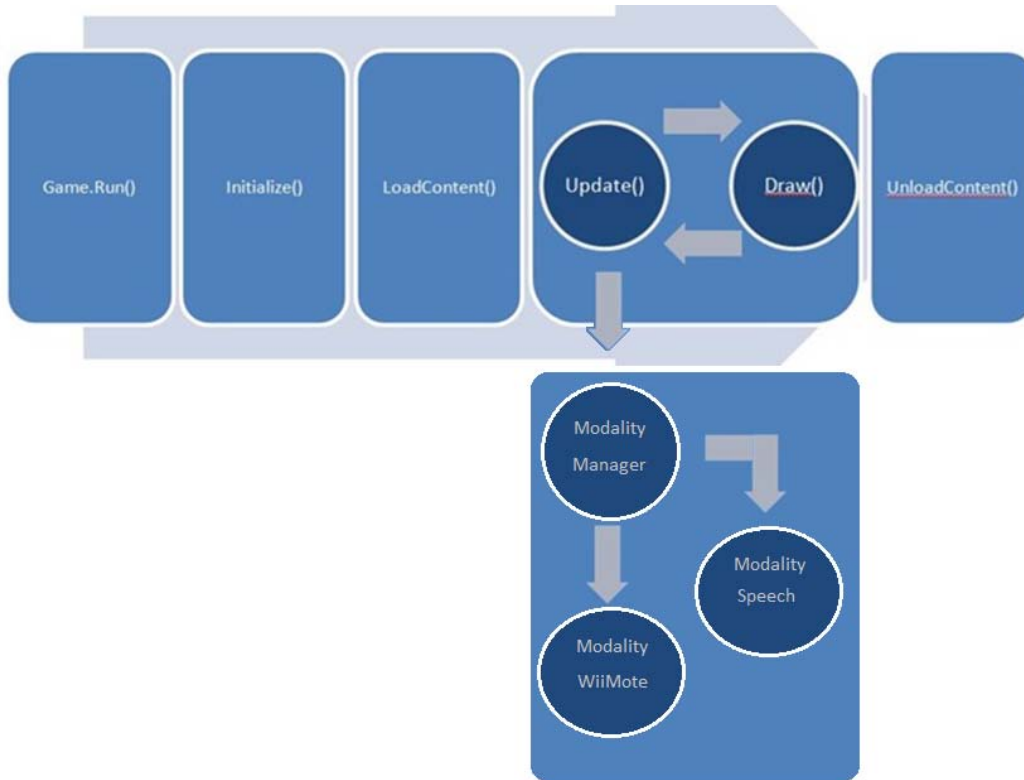 Game.Run()
Initialize()
LoadContent()
Update()
Draw()
UnloadContent()
Modality
Manager
Modality
Speech
Modality
WiiMote